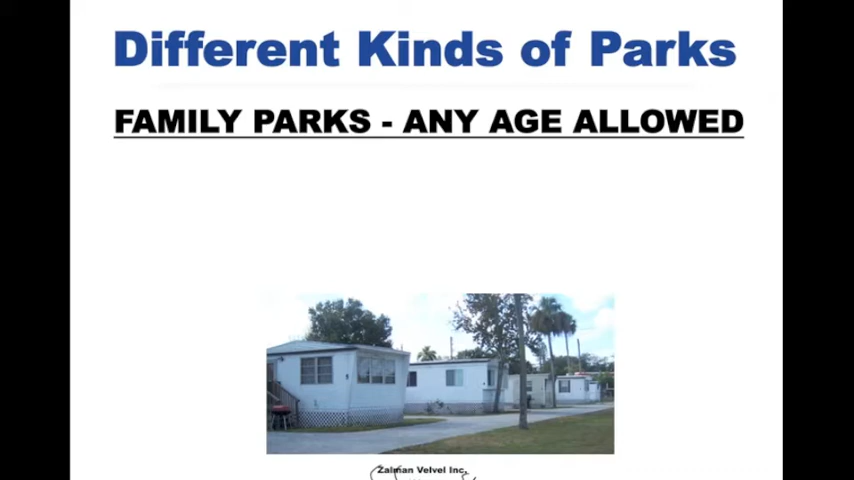 Different Kinds of Parks
FAMILY PARKS - ANY AGE ALLOWED
Zalman Velvel Inc.